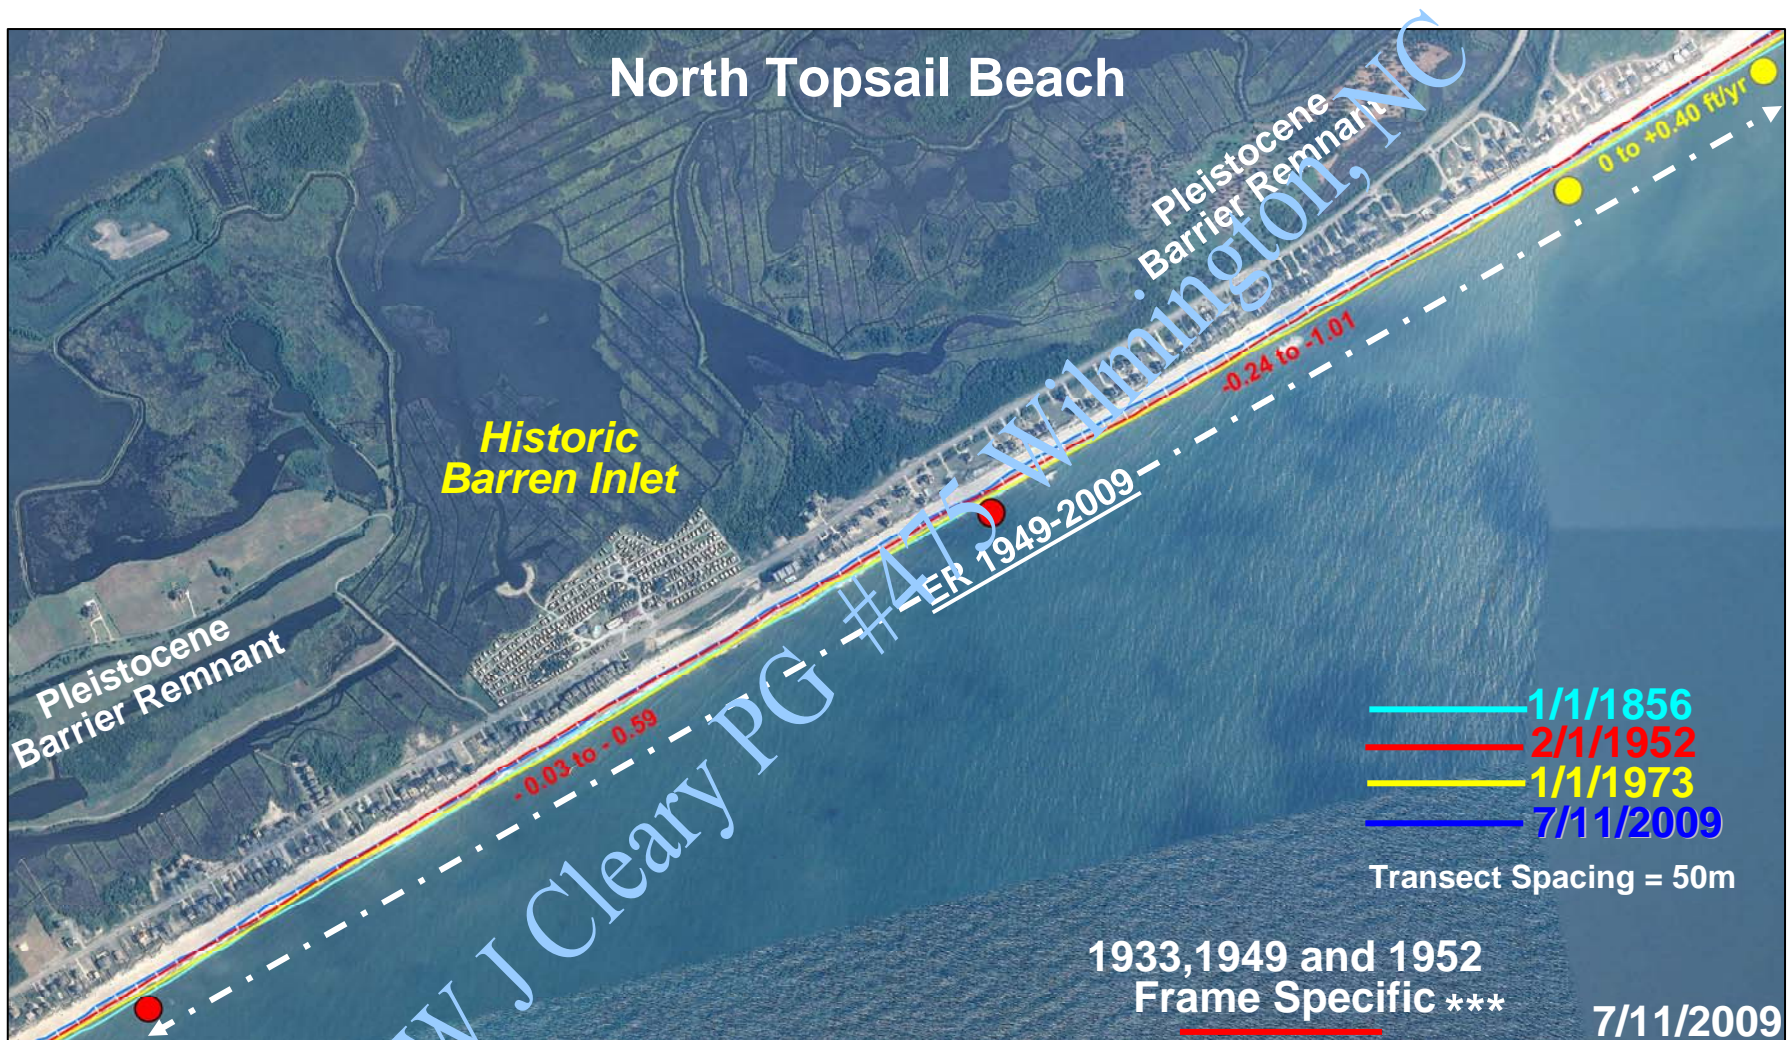 North Topsail Beach
Pleistocene
Barrier Remnant
0 to +0.40 ft/yr
-0.24 to -1.01
Historic
Barren Inlet
ER 1949-2009
Pleistocene
Barrier Remnant
- 0.03 to - 0.59
W J Cleary PG #475 Wilmington, NC
1/1/1856
2/1/1952
1/1/1973
7/11/2009
Transect Spacing = 50m
1933,1949 and 1952
Frame Specific ***
7/11/2009